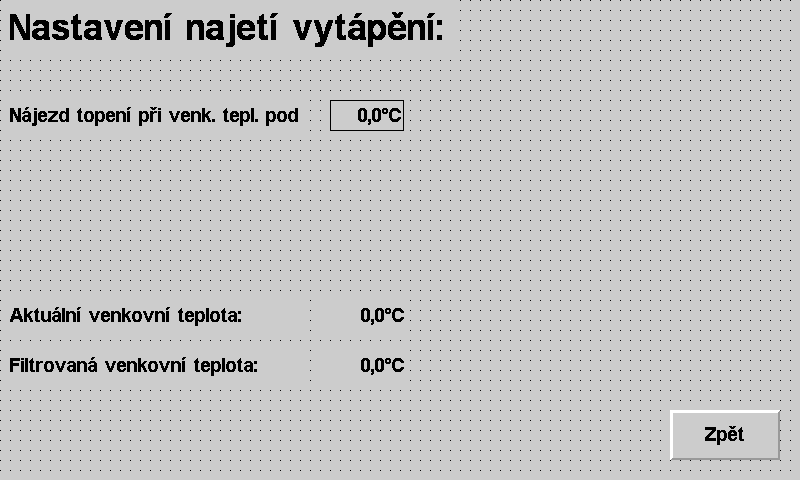 Nastavení najetí vytápění:
Nájezd topení při venk. tepl. pod 0,0°C
Aktuální venkovní teplota: 0,0°C
Filtrovaná venkovní teplota: 0,0°C
Zpět